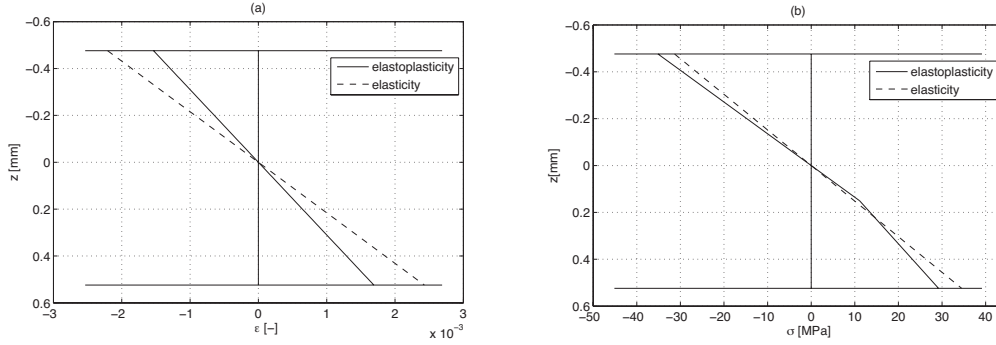 (a)
−0.6
−0.4
−0.2
0
0.2
0.4
0.6
z [mm]
elastoplasticity
elasticity
−3
−2
−1
0
1
2
3
x 10⁻³
ε [−]
(b)
−0.6
−0.4
−0.2
0
0.2
0.4
0.6
z[mm]
elastoplasticity
elasticity
−50
−40
−30
−20
−10
0
10
20
30
40
σ [MPa]